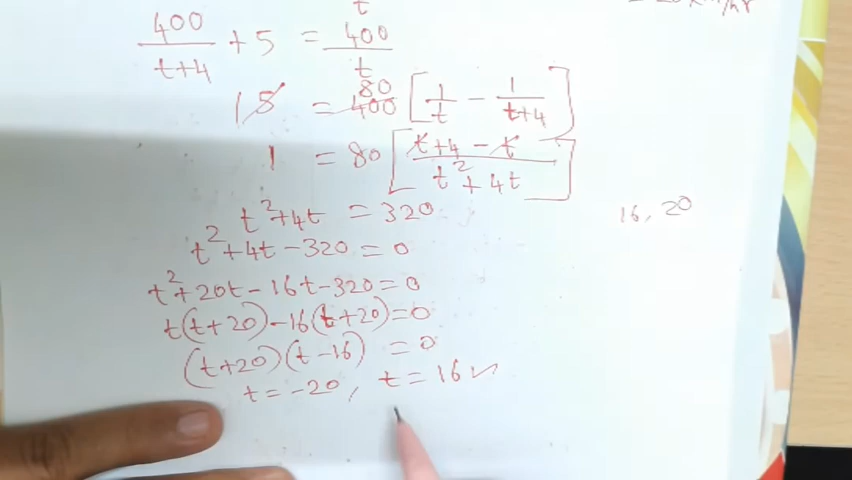 t
400/(t+4) + 5 = 400/t
15 = 80 400 [1/t − 1/(t+4)]
1 = 80 [(t+4 − t)/(t²+4t)]
t²+4t = 320
16, 20
t²+4t−320 = 0
t²+20t−16t−320=0
t(t+20)−16(t+20)=0
(t+20)(t−16) = 0
t=−20, t=16✓